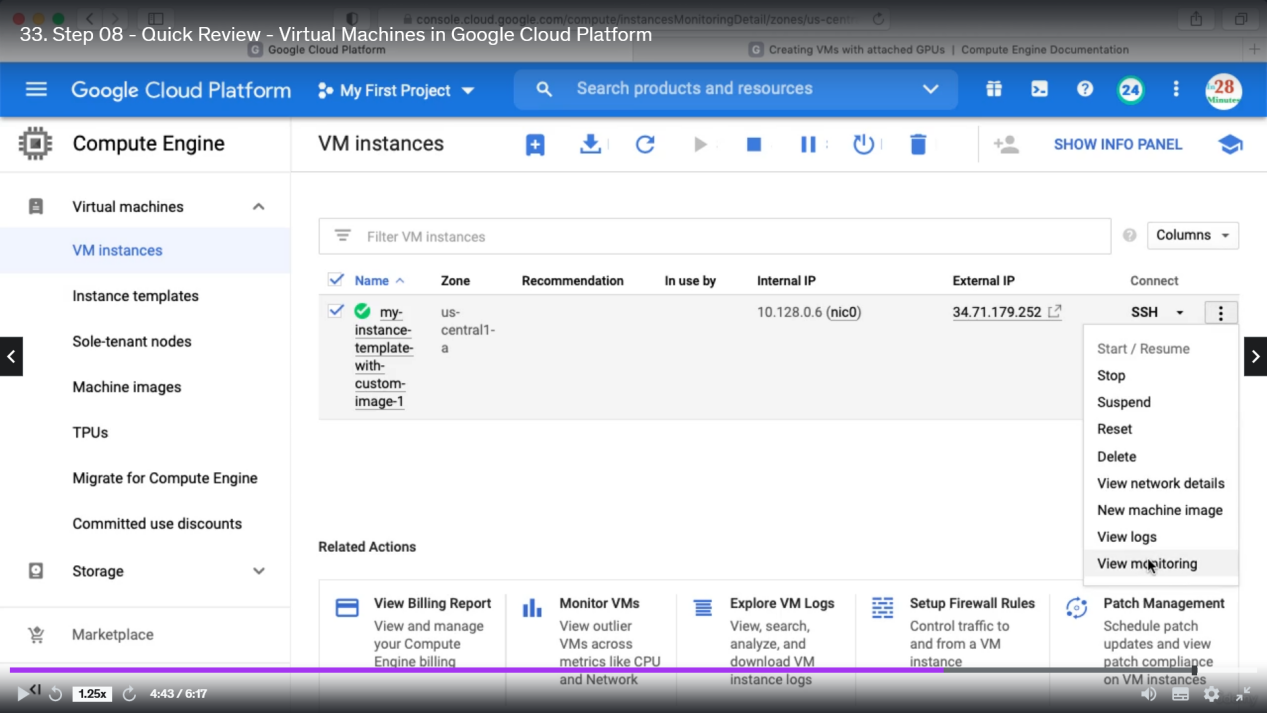 console.cloud.google.com/compute/instancesMonitoringDetail/zones/us-cent
33. Step 08 - Quick Review - Virtual Machines in Google Cloud Platform
Google Cloud Platform
Creating VMs with attached GPUs | Compute Engine Documentation
Google Cloud Platform
My First Project
Search products and resources
24
28
Minutes
Compute Engine
VM instances
SHOW INFO PANEL
Virtual machines
VM instances
Instance templates
Sole-tenant nodes
Machine images
TPUs
Migrate for Compute Engine
Committed use discounts
Storage
Marketplace
Filter VM instances
Columns
Name Zone Recommendation In use by Internal IP External IP Connect
my-instance-template-with-custom-image-1 us-central1-a 10.128.0.6 (nic0) 34.71.179.252 SSH
Start / Resume
Stop
Suspend
Reset
Delete
View network details
New machine image
View logs
View monitoring
Related Actions
View Billing Report
View and manage
your Compute
Engine billing
Monitor VMs
View outlier
VMs across
metrics like CPU
and Network
Explore VM Logs
View, search,
analyze, and
download VM
instance logs
Setup Firewall Rules
Control traffic to
and from a VM
instance
Patch Management
Schedule patch
updates and view
patch compliance
on VM instances
1.25x
4:43 / 6:17